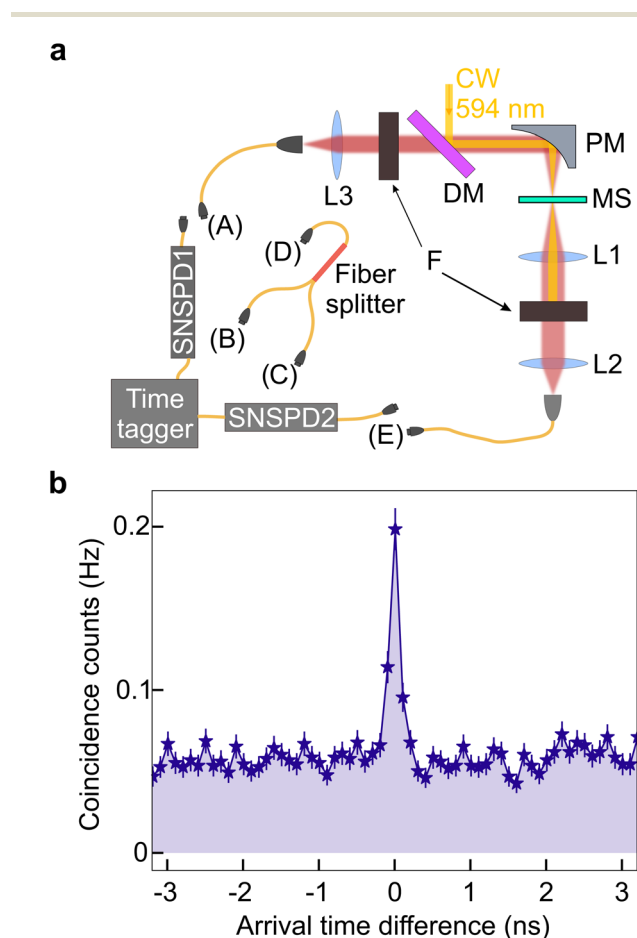 a
CW
594 nm
PM
L3
DM
MS
(A)
F
L1
(D)
Fiber
splitter
SNSPD1
(B)
(C)
L2
Time
tagger
SNSPD2
(E)
b
Coincidence counts (Hz)
0.2
0.1
0
-3 -2 -1 0 1 2 3
Arrival time difference (ns)